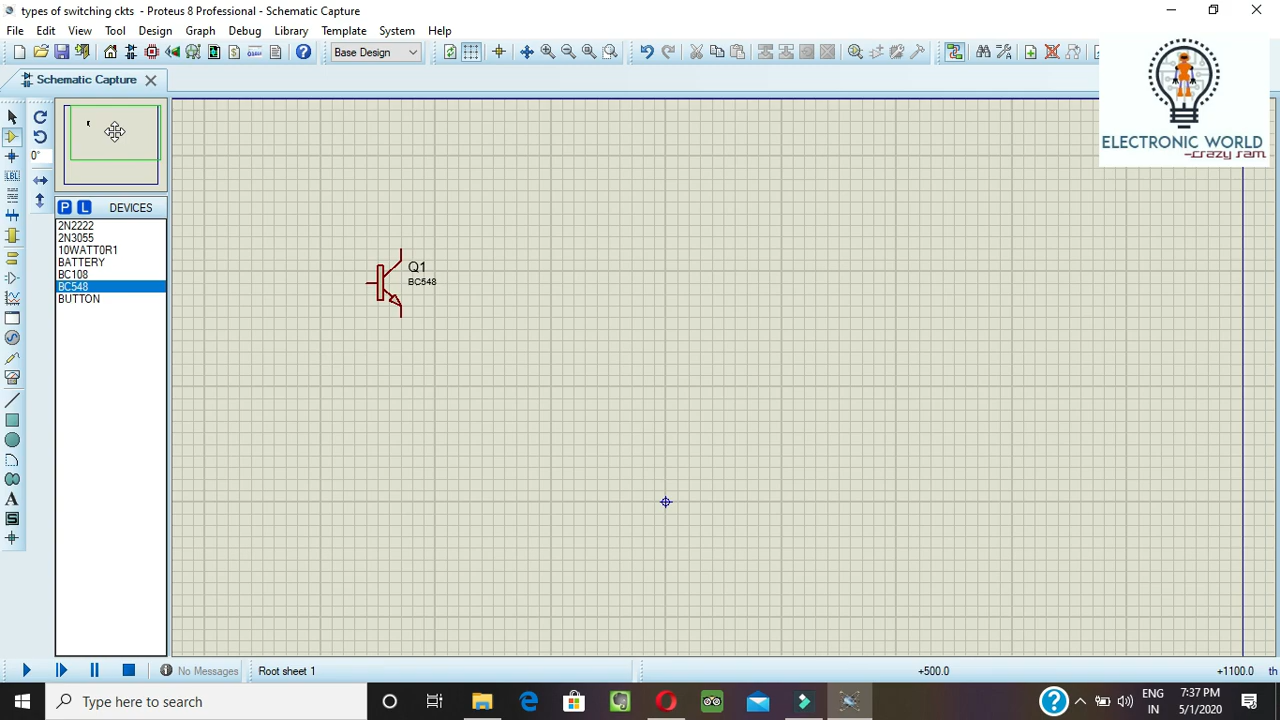 types of switching ckts - Proteus 8 Professional - Schematic Capture
File Edit View Tool Design Graph Debug Library Template System Help
Base Design
Schematic Capture
ELECTRONIC WORLD
-crazy ram
0°
LBL
P L DEVICES
2N2222
2N3055
10WATT0R1
BATTERY
BC108
BC548
BUTTON
Q1
BC548
A
S
No Messages
Root sheet 1
+500.0
+1100.0
th
Type here to search
ENG
IN
7:37 PM
5/1/2020